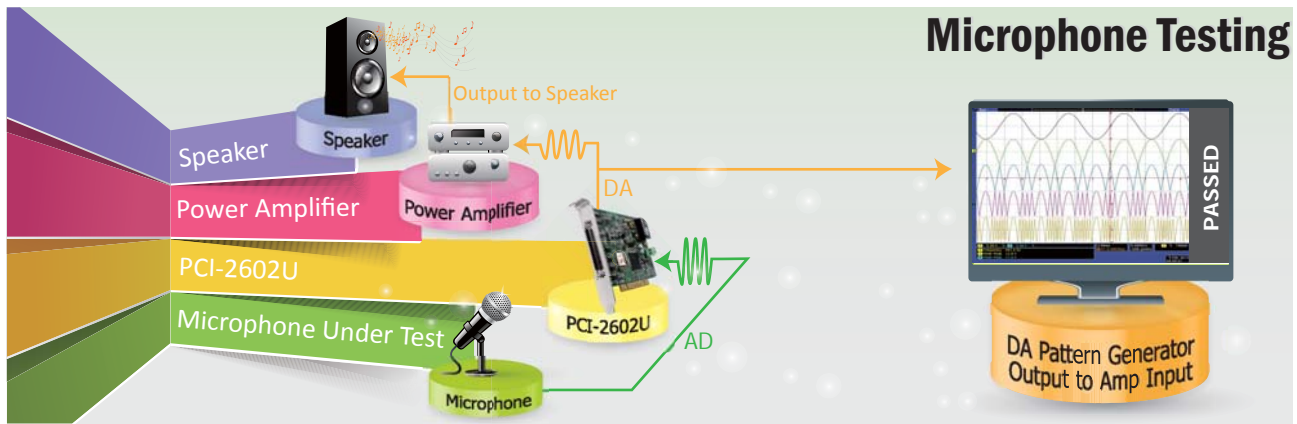 Microphone Testing
Output to Speaker
Speaker
Speaker
DA
PASSED
Power Amplifier
Power Amplifier
PCI-2602U
PCI-2602U
Microphone Under Test
AD
Microphone
DA Pattern Generator
Output to Amp Input